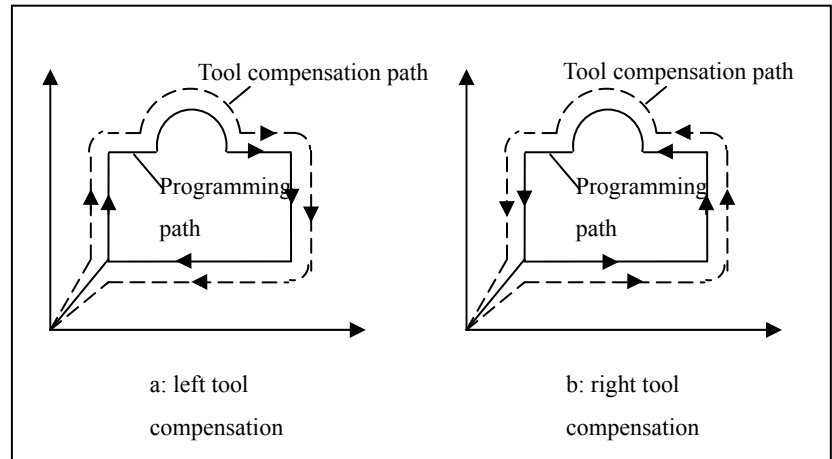 Tool compensation path
Programming
path
a: left tool
compensation
Tool compensation path
Programming
path
b: right tool
compensation